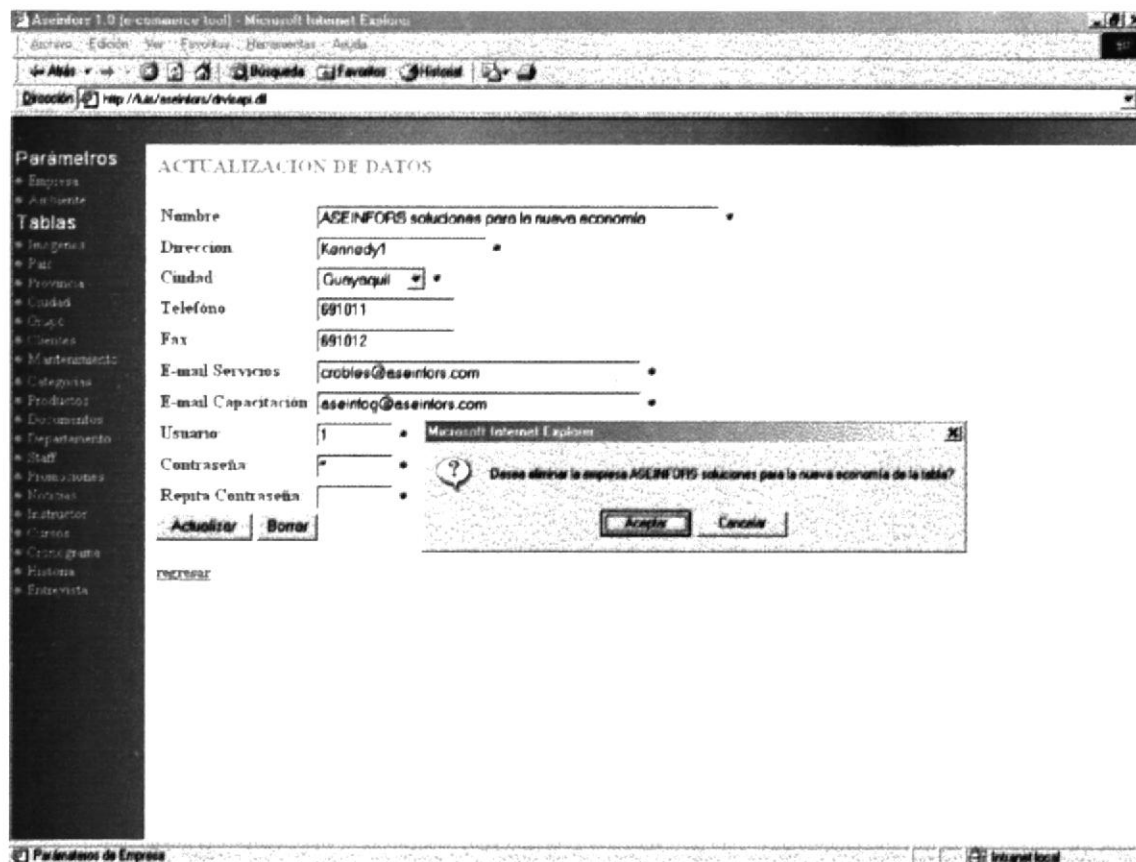 Aseinfors 1.0 [e-commerce tool] - Microsoft Internet Explorer
Archivo Edición Ver Favoritos Herramientas Ayuda
Atrás Búsqueda Favoritos Historial
Dirección http://luis/aseinfors/drvisapi.dll
Parámetros
Empresa
Ambiente
Tablas
Imagenes
Pais
Provincia
Ciudad
Grupo
Clientes
Mantenimiento
Categorias
Productos
Documentos
Departamento
Staff
Promociones
Noticias
Instructor
Cursos
Cronograma
Historia
Entrevista
ACTUALIZACION DE DATOS
Nombre ASEINFORS soluciones para la nueva economía *
Direccion Kennedy1 *
Ciudad Guayaquil *
Telefóno 691011
Fax 691012
E-mail Servicios crobles@aseinfors.com *
E-mail Capacitación aseinfoq@aseinfors.com *
Usuario 1 *
Contraseña * *
Repita Contraseña *
Actualizar Borrar
regresar
Microsoft Internet Explorer
Desea eliminar la empresa ASEINFORS soluciones para la nueva economía de la tabla?
Aceptar Cancelar
Parámateros de Empresa
Intranet local